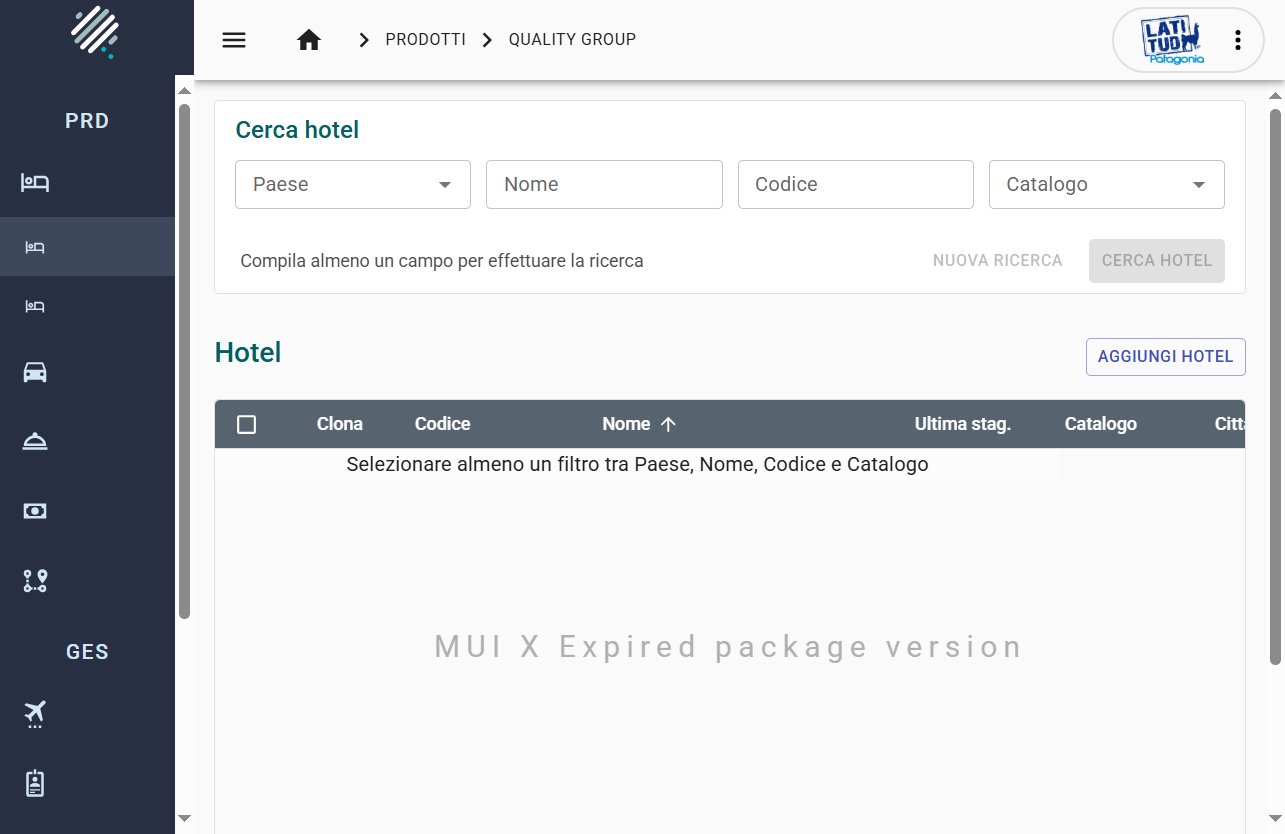 PRODOTTI
QUALITY GROUP
LATI
TUD
Patagonia
PRD
GES
Cerca hotel
Paese
Nome
Codice
Catalogo
Compila almeno un campo per effettuare la ricerca
NUOVA RICERCA
CERCA HOTEL
Hotel
AGGIUNGI HOTEL
Clona Codice Nome Ultima stag. Catalogo Citt
Selezionare almeno un filtro tra Paese, Nome, Codice e Catalogo
MUI X Expired package version